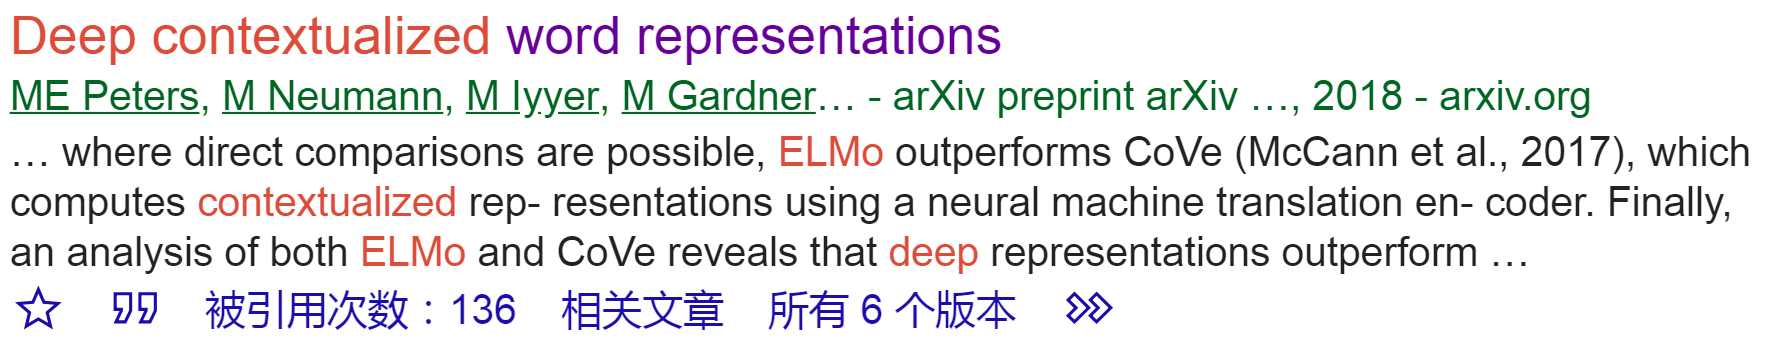 Deep contextualized word representations
ME Peters, M Neumann, M Iyyer, M Gardner… - arXiv preprint arXiv …, 2018 - arxiv.org
… where direct comparisons are possible, ELMo outperforms CoVe (McCann et al., 2017), which
computes contextualized rep- resentations using a neural machine translation en- coder. Finally,
an analysis of both ELMo and CoVe reveals that deep representations outperform …
被引用次数：136 相关文章 所有 6 个版本